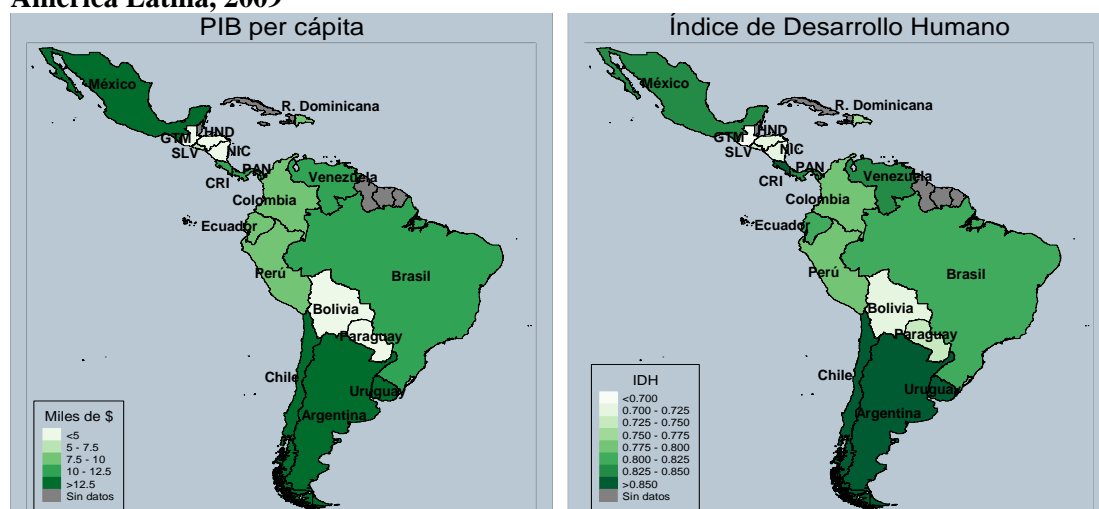 América Latina, 2009
PIB per cápita
México
R. Dominicana
HND
GTM
SLV
NIC
PAN
CRI
Venezuela
Colombia
Ecuador
Perú
Brasil
Bolivia
Paraguay
Chile
Uruguay
Argentina
Miles de $
<5
5 - 7.5
7.5 - 10
10 - 12.5
>12.5
Sin datos
Índice de Desarrollo Humano
México
R. Dominicana
HND
GTM
SLV
NIC
PAN
CRI
Venezuela
Colombia
Ecuador
Perú
Brasil
Bolivia
Paraguay
Chile
Uruguay
Argentina
IDH
<0.700
0.700 - 0.725
0.725 - 0.750
0.750 - 0.775
0.775 - 0.800
0.800 - 0.825
0.825 - 0.850
>0.850
Sin datos